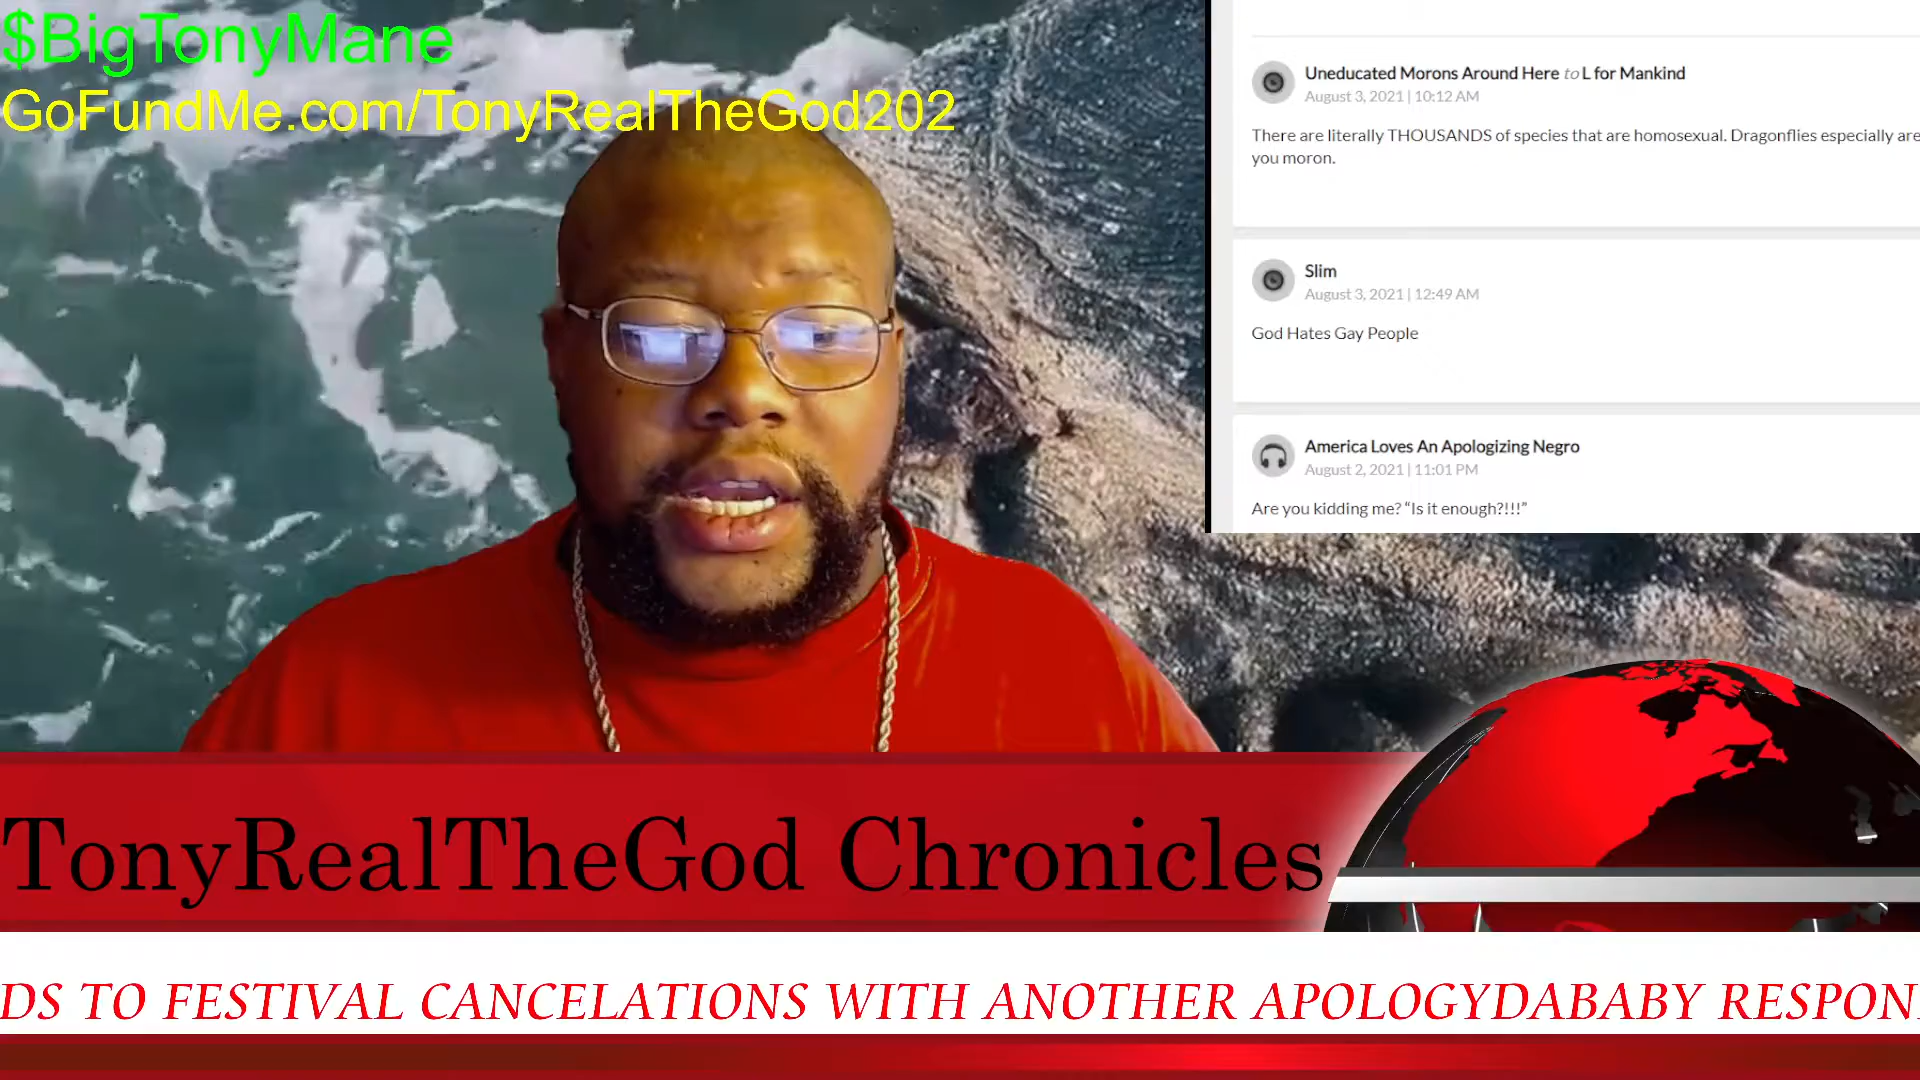 $BigTonyMane
GoFundMe.com/TonyRealTheGod202
Uneducated Morons Around Here to L for Mankind
August 3, 2021 | 10:12 AM
There are literally THOUSANDS of species that are homosexual. Dragonflies especially are
you moron.
Slim
August 3, 2021 | 12:49 AM
God Hates Gay People
America Loves An Apologizing Negro
August 2, 2021 | 11:01 PM
Are you kidding me? “Is it enough?!!!”
TonyRealTheGod Chronicles
DS TO FESTIVAL CANCELATIONS WITH ANOTHER APOLOGYDABABY RESPON